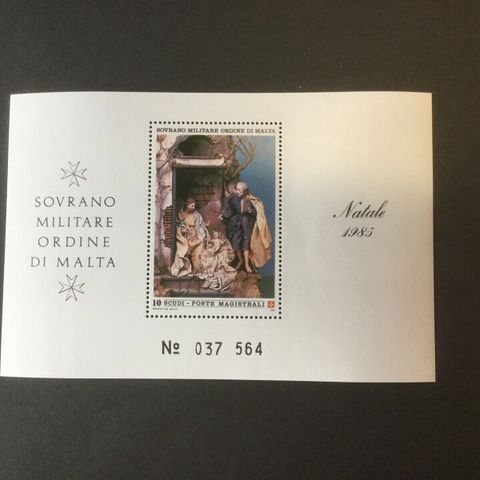 SOVRANO
MILITARE
ORDINE
DI MALTA
SOVRANO MILITARE ORDINE DI MALTA
10 SCUDI - POSTE MAGISTRALI
Natale
1985
No 037 564